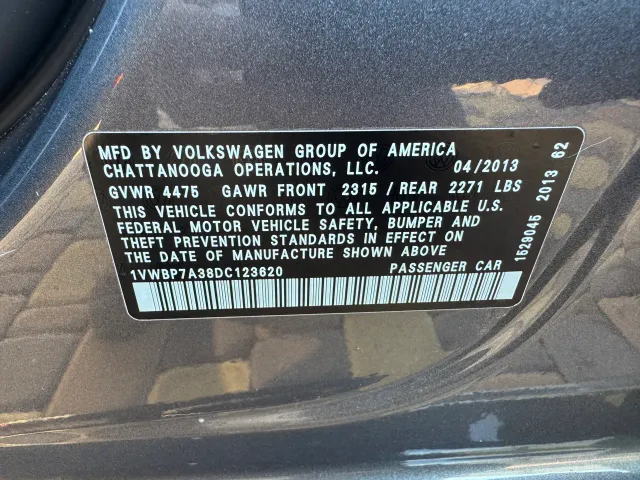 MFD BY VOLKSWAGEN GROUP OF AMERICA
CHATTANOOGA OPERATIONS, LLC. 04/2013
GVWR 4475 GAWR FRONT 2315 / REAR 2271 LBS
THIS VEHICLE CONFORMS TO ALL APPLICABLE U.S.
FEDERAL MOTOR VEHICLE SAFETY, BUMPER AND
THEFT PREVENTION STANDARDS IN EFFECT ON
THE DATE OF MANUFACTURE SHOWN ABOVE
1VWBP7A38DC123620 PASSENGER CAR
1529045 2013 62